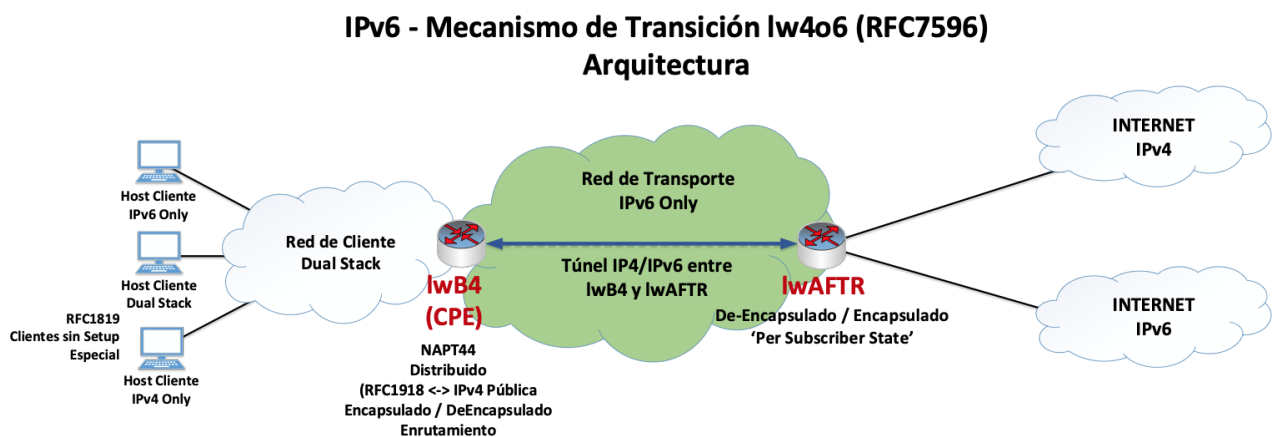 IPv6 - Mecanismo de Transición lw4o6 (RFC7596)
Arquitectura
INTERNET
IPv4
Host Cliente
IPv6 Only
Red de Transporte
IPv6 Only
Red de Cliente
Dual Stack
Host Cliente
Dual Stack
Túnel IP4/IPv6 entre
lwB4 y lwAFTR
lwB4
(CPE)
lwAFTR
De-Encapsulado / Encapsulado
‘Per Subscriber State’
INTERNET
IPv6
RFC1819
Clientes sin Setup
Especial
Host Cliente
IPv4 Only
NAPT44
Distribuido
(RFC1918 <-> IPv4 Pública
Encapsulado / DeEncapsulado
Enrutamiento